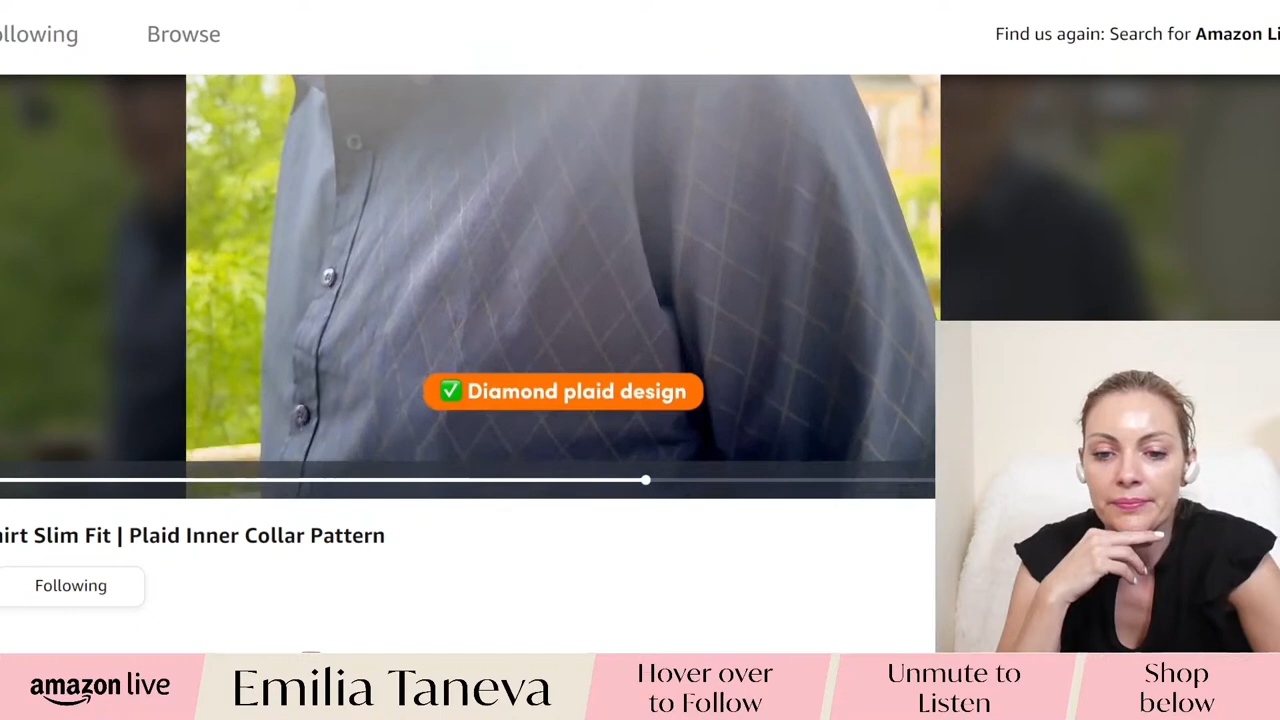 ollowing
Browse
Find us again: Search for Amazon Li
✅ Diamond plaid design
irt Slim Fit | Plaid Inner Collar Pattern
Following
amazon live
Emilia Taneva
Hover over
to Follow
Unmute to
Listen
Shop
below